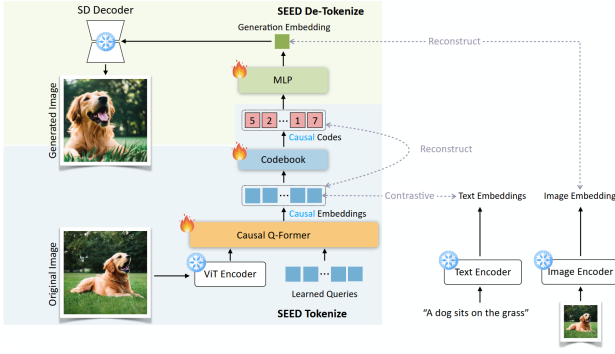 SD Decoder
SEED De-Tokenize
Generation Embedding
Reconstruct
MLP
Generated Image
5 2 ... 1 7
Causal Codes
Reconstruct
Codebook
Contrastive
Text Embeddings
Image Embedding
Causal Embeddings
Causal Q-Former
Original Image
ViT Encoder
Text Encoder
Image Encoder
Learned Queries
"A dog sits on the grass"
SEED Tokenize